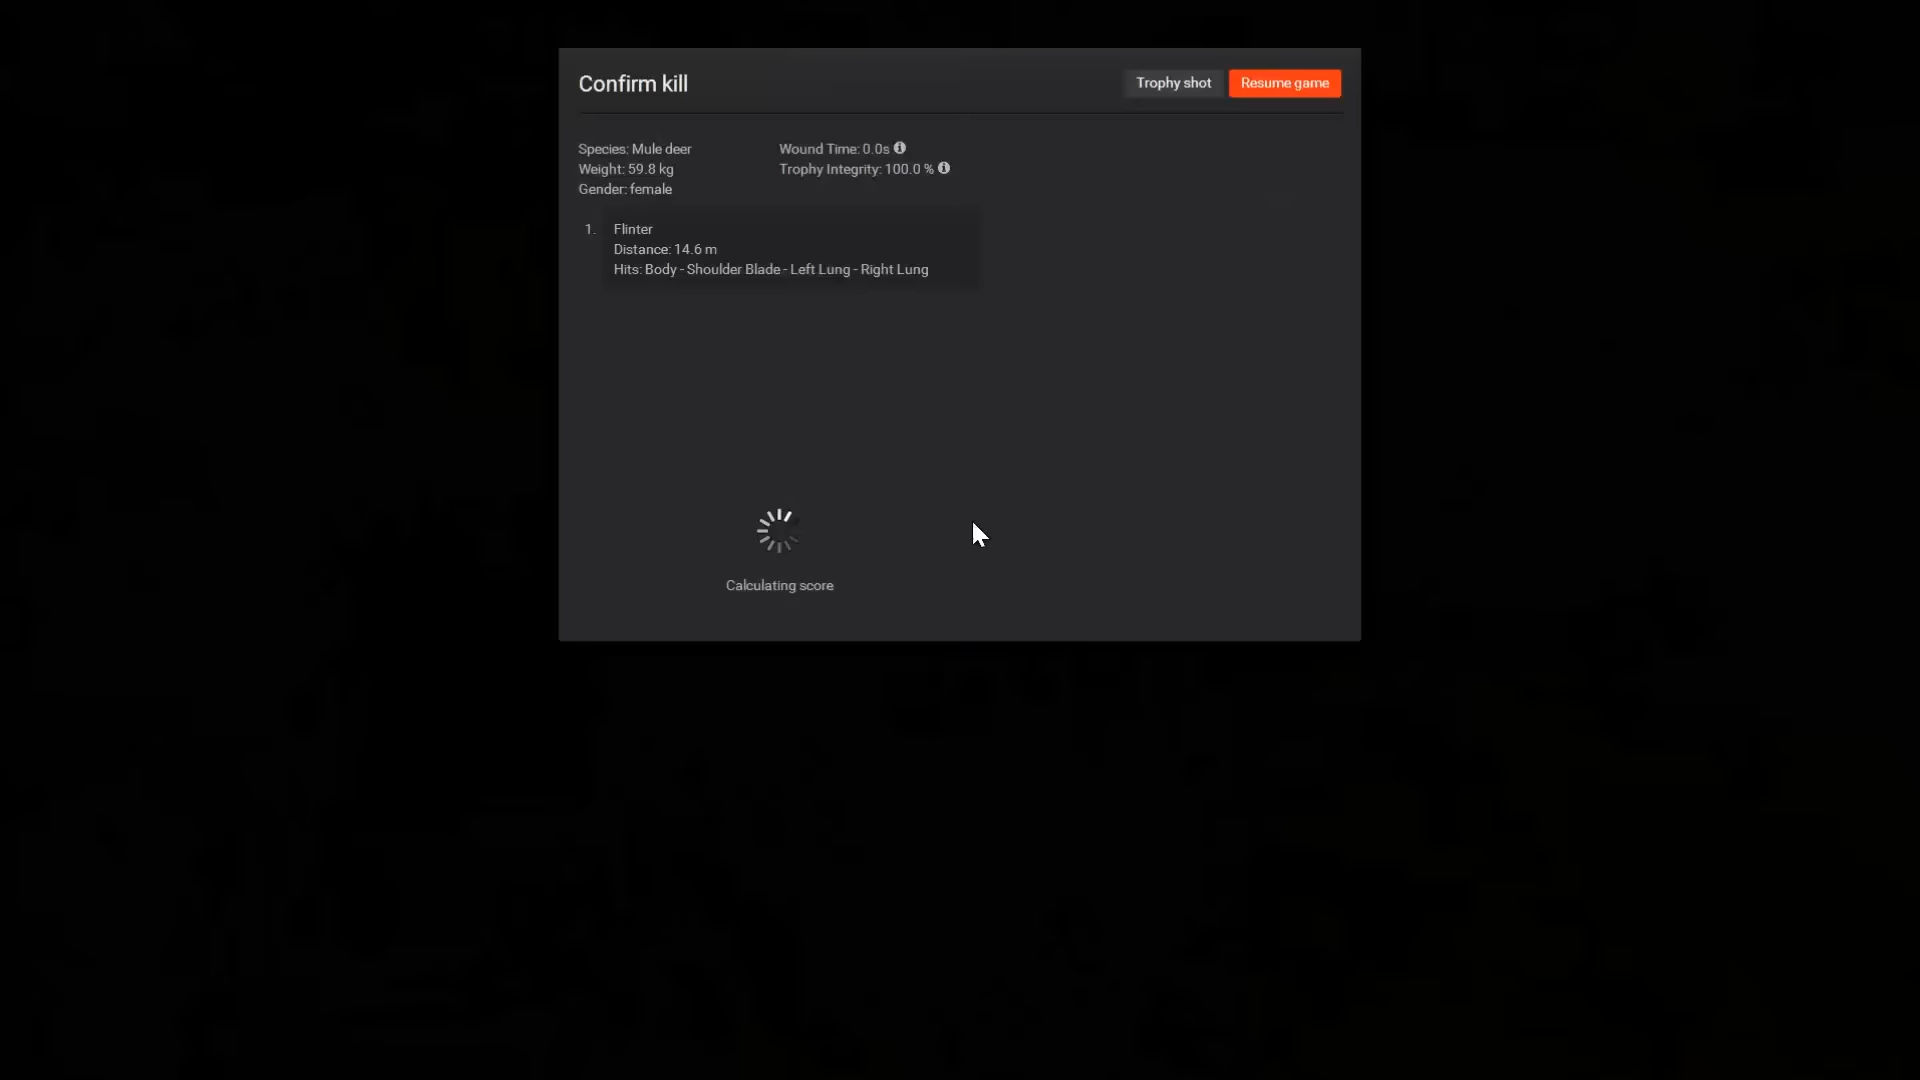 Confirm kill
Trophy shot
Resume game
Species: Mule deer
Weight: 59.8 kg
Gender: female
Wound Time: 0.0s
Trophy Integrity: 100.0 %
1. Flinter
Distance: 14.6 m
Hits: Body - Shoulder Blade - Left Lung - Right Lung
Calculating score